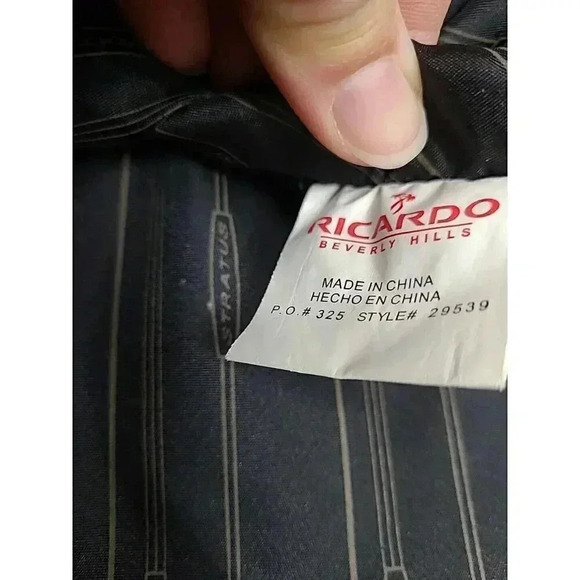 RICARDO
BEVERLY HILLS
MADE IN CHINA
HECHO EN CHINA
P.O.# 325 STYLE# 29539
STRATUS